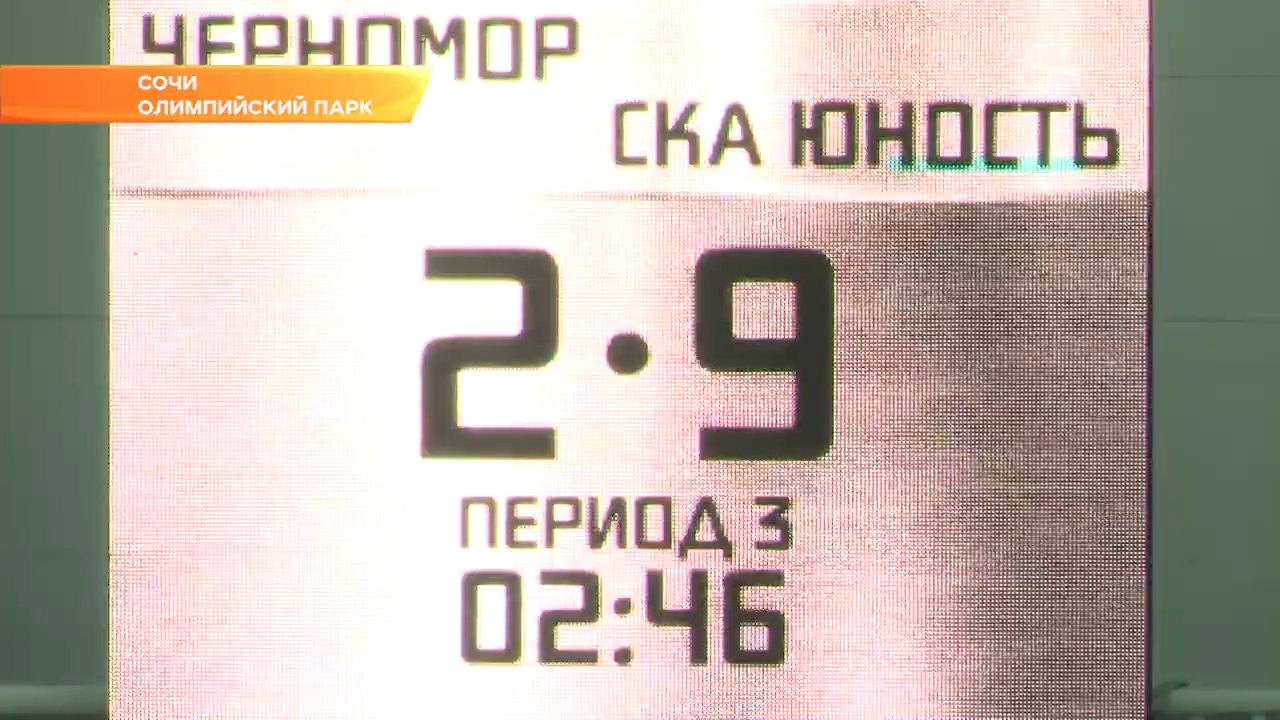 ЧЕРНОМОР
СОЧИ
ОЛИМПИЙСКИЙ ПАРК
СКА ЮНОСТЬ
2·9
ПЕРИОД 3
02:46